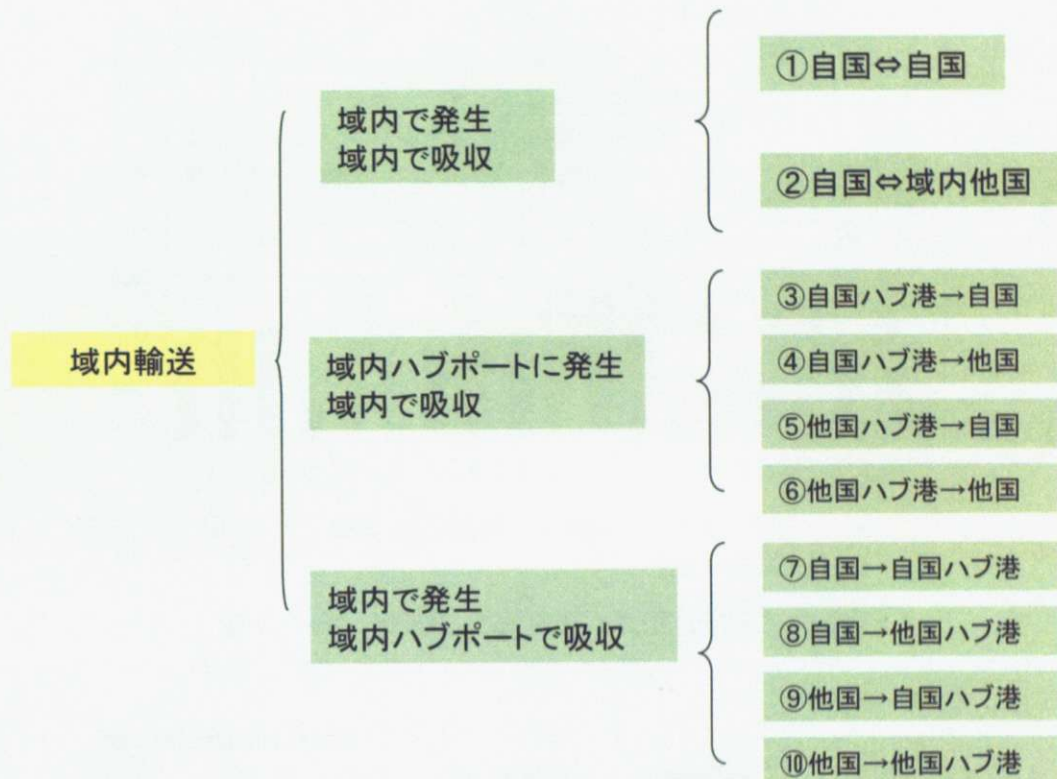 域内輸送
域内で発生
域内で吸収
①自国⇔自国
②自国⇔域内他国
域内ハブポートに発生
域内で吸収
③自国ハブ港→自国
④自国ハブ港→他国
⑤他国ハブ港→自国
⑥他国ハブ港→他国
域内で発生
域内ハブポートで吸収
⑦自国→自国ハブ港
⑧自国→他国ハブ港
⑨他国→自国ハブ港
⑩他国→他国ハブ港